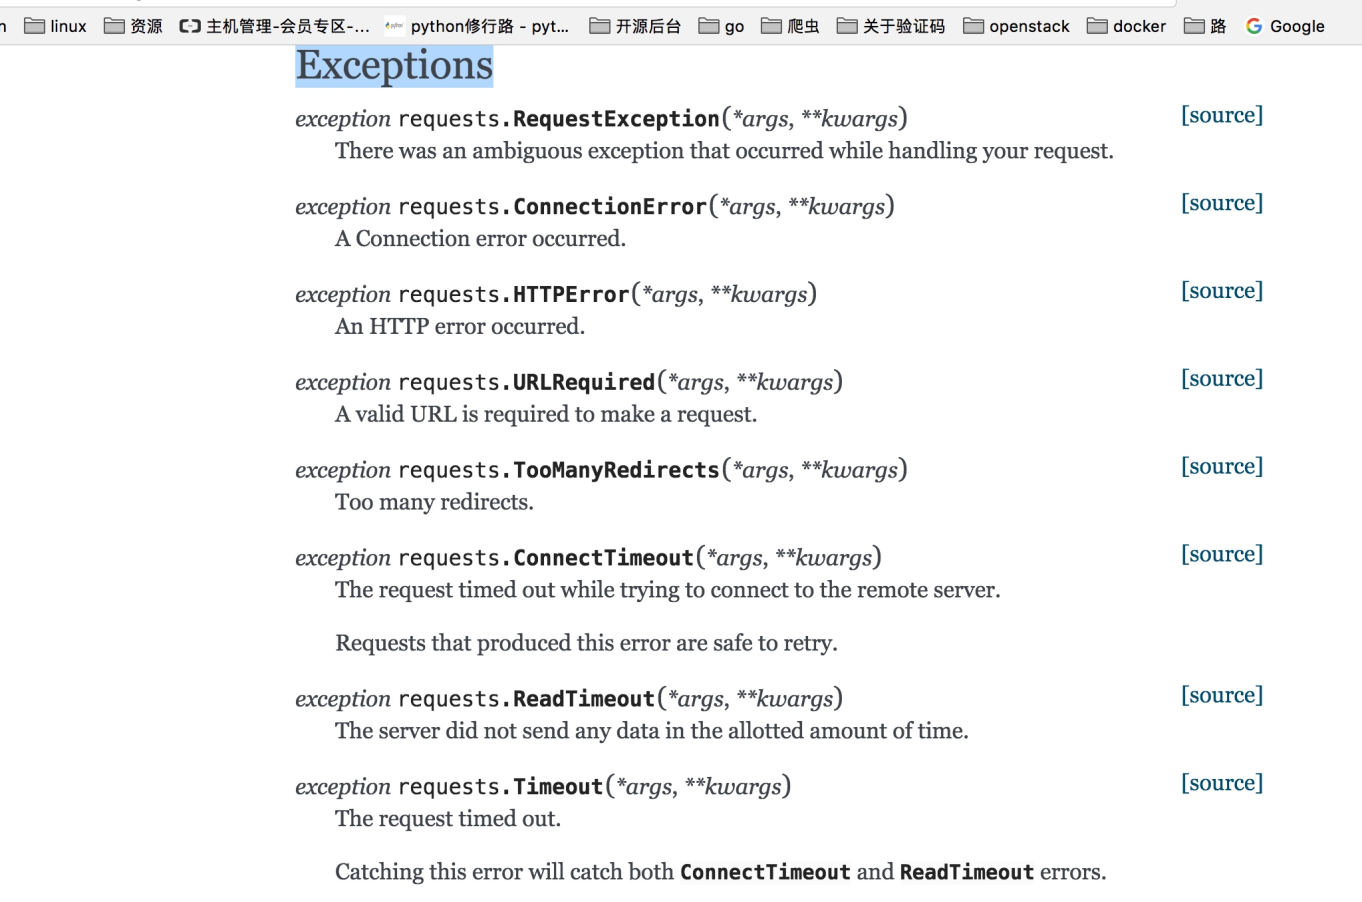 n linux 资源 主机管理-会员专区-... python修行路 - pyt... 开源后台 go 爬虫 关于验证码 openstack docker 路 Google
Exceptions
exception requests.RequestException(*args, **kwargs) [source]
There was an ambiguous exception that occurred while handling your request.
exception requests.ConnectionError(*args, **kwargs) [source]
A Connection error occurred.
exception requests.HTTPError(*args, **kwargs) [source]
An HTTP error occurred.
exception requests.URLRequired(*args, **kwargs) [source]
A valid URL is required to make a request.
exception requests.TooManyRedirects(*args, **kwargs) [source]
Too many redirects.
exception requests.ConnectTimeout(*args, **kwargs) [source]
The request timed out while trying to connect to the remote server.
Requests that produced this error are safe to retry.
exception requests.ReadTimeout(*args, **kwargs) [source]
The server did not send any data in the allotted amount of time.
exception requests.Timeout(*args, **kwargs) [source]
The request timed out.
Catching this error will catch both ConnectTimeout and ReadTimeout errors.